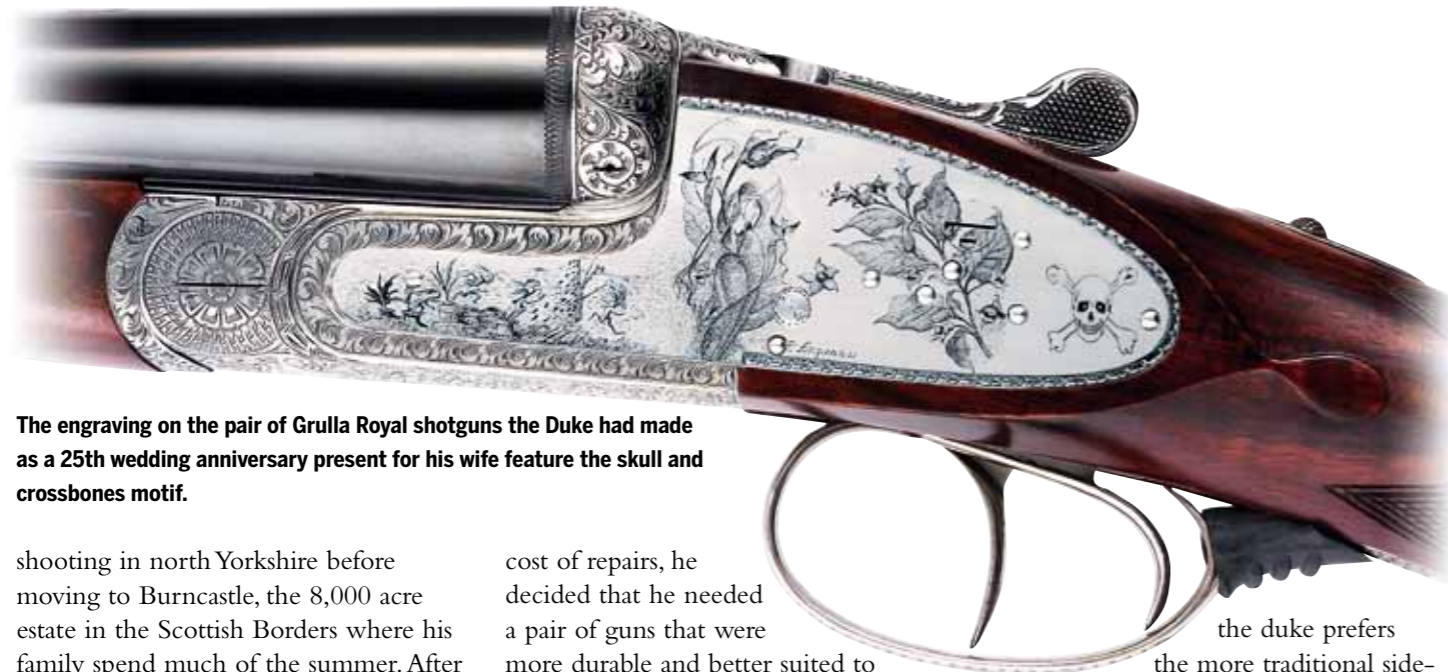 The engraving on the pair of Grulla Royal shotguns the Duke had made
as a 25th wedding anniversary present for his wife feature the skull and
crossbones motif.
shooting in north Yorkshire before
moving to Burncastle, the 8,000 acre
estate in the Scottish Borders where his
family spend much of the summer. After
cost of repairs, he
decided that he needed
a pair of guns that were
more durable and better suited to
the duke prefers
the more traditional side-